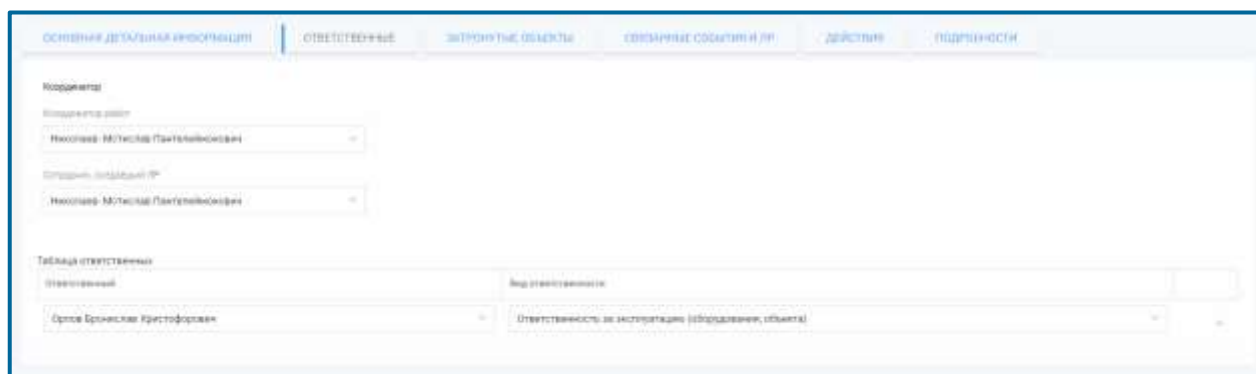 ОСНОВНАЯ ДЕТАЛЬНАЯ ИНФОРМАЦИЯ ОТВЕТСТВЕННЫЕ ЗАТРОНУТЫЕ ОБЪЕКТЫ СВЯЗАННЫЕ СОБЫТИЯ И ЛР ДЕЙСТВИЯ ПОДРОБНОСТИ
Координатор
Координатор работ
Николаев Мстислав Пантелеймонович
Сотрудник, создавший ЛР
Николаев Мстислав Пантелеймонович
Таблица ответственных
Ответственный Вид ответственности
Орлов Бронислав Христофорович Ответственность за эксплуатацию (оборудования, объекта)